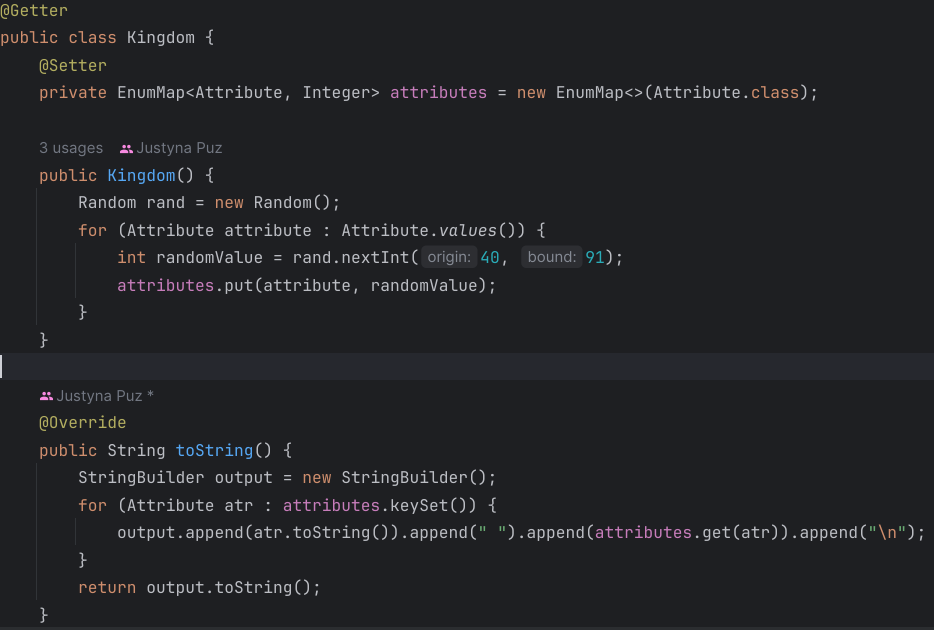 @Getter
public class Kingdom {
    @Setter
    private EnumMap<Attribute, Integer> attributes = new EnumMap<>(Attribute.class);
    3 usages   Justyna Puz
    public Kingdom() {
        Random rand = new Random();
        for (Attribute attribute : Attribute.values()) {
            int randomValue = rand.nextInt( origin: 40,  bound: 91);
            attributes.put(attribute, randomValue);
        }
    }
    Justyna Puz *
    @Override
    public String toString() {
        StringBuilder output = new StringBuilder();
        for (Attribute atr : attributes.keySet()) {
            output.append(atr.toString()).append(" ").append(attributes.get(atr)).append("\n");
        }
        return output.toString();
    }